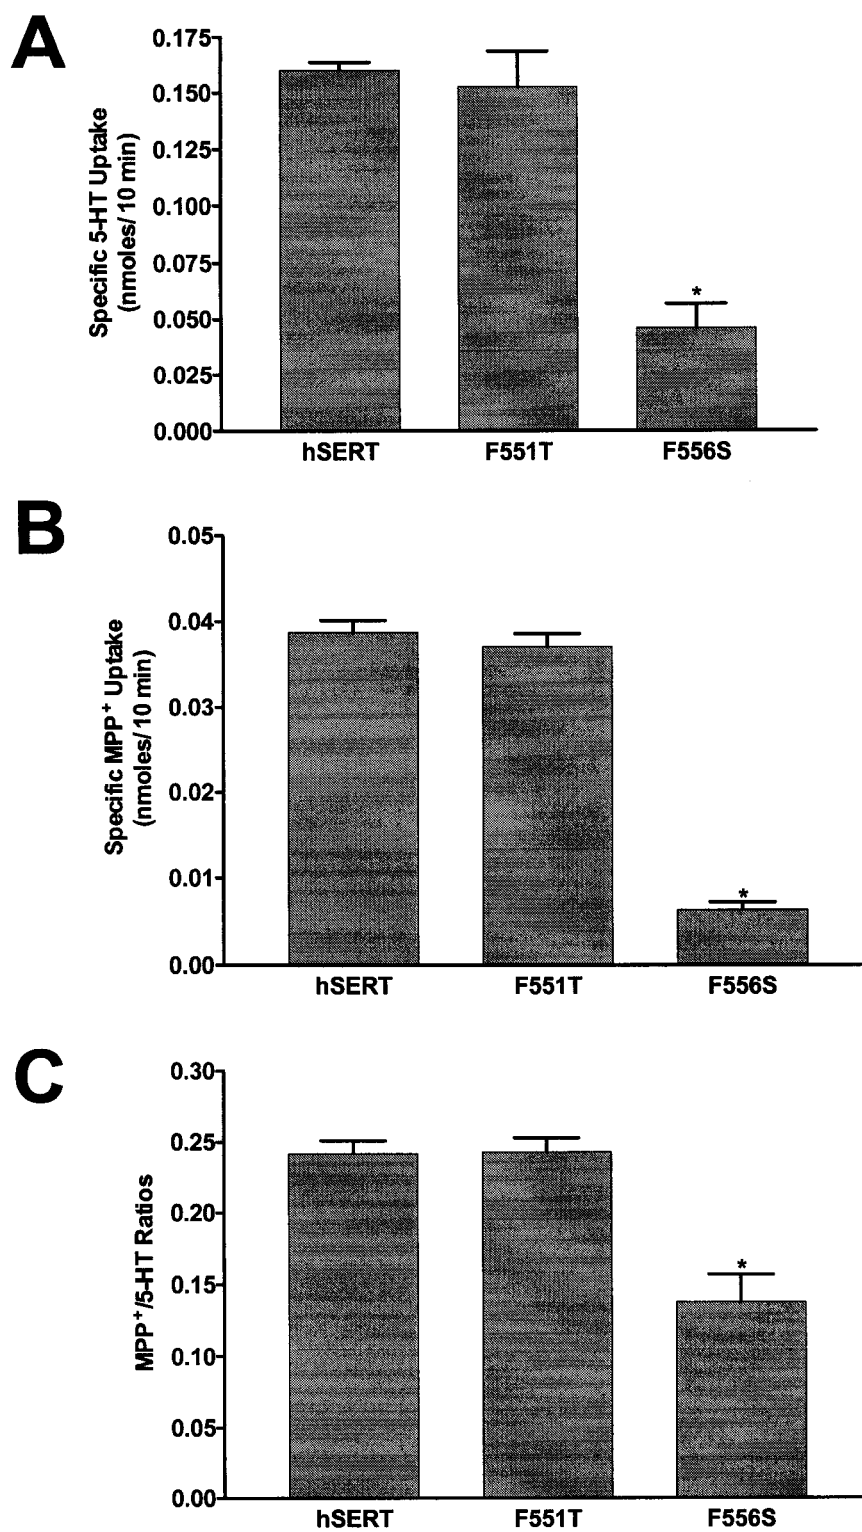 A
Specific 5-HT Uptake
(nmoles/ 10 min)
0.175
0.150
0.125
0.100
0.075
0.050
0.025
0.000
*
hSERT F551T F556S
B
Specific MPP+ Uptake
(nmoles/ 10 min)
0.05
0.04
0.03
0.02
0.01
0.00
*
hSERT F551T F556S
C
MPP+/5-HT Ratios
0.30
0.25
0.20
0.15
0.10
0.05
0.00
*
hSERT F551T F556S